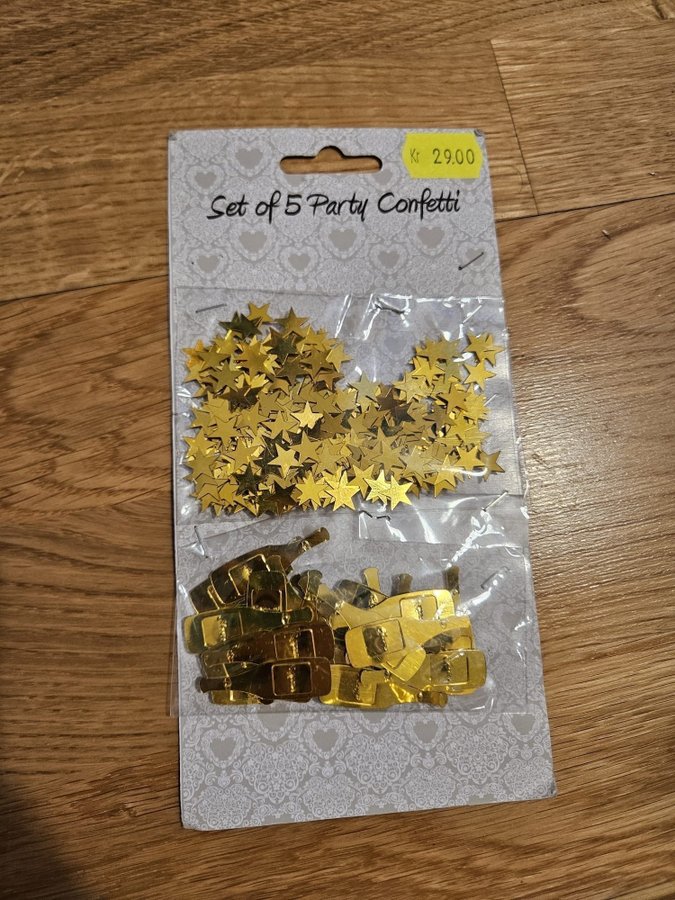 Kr 29.00
Set of 5 Party Confetti